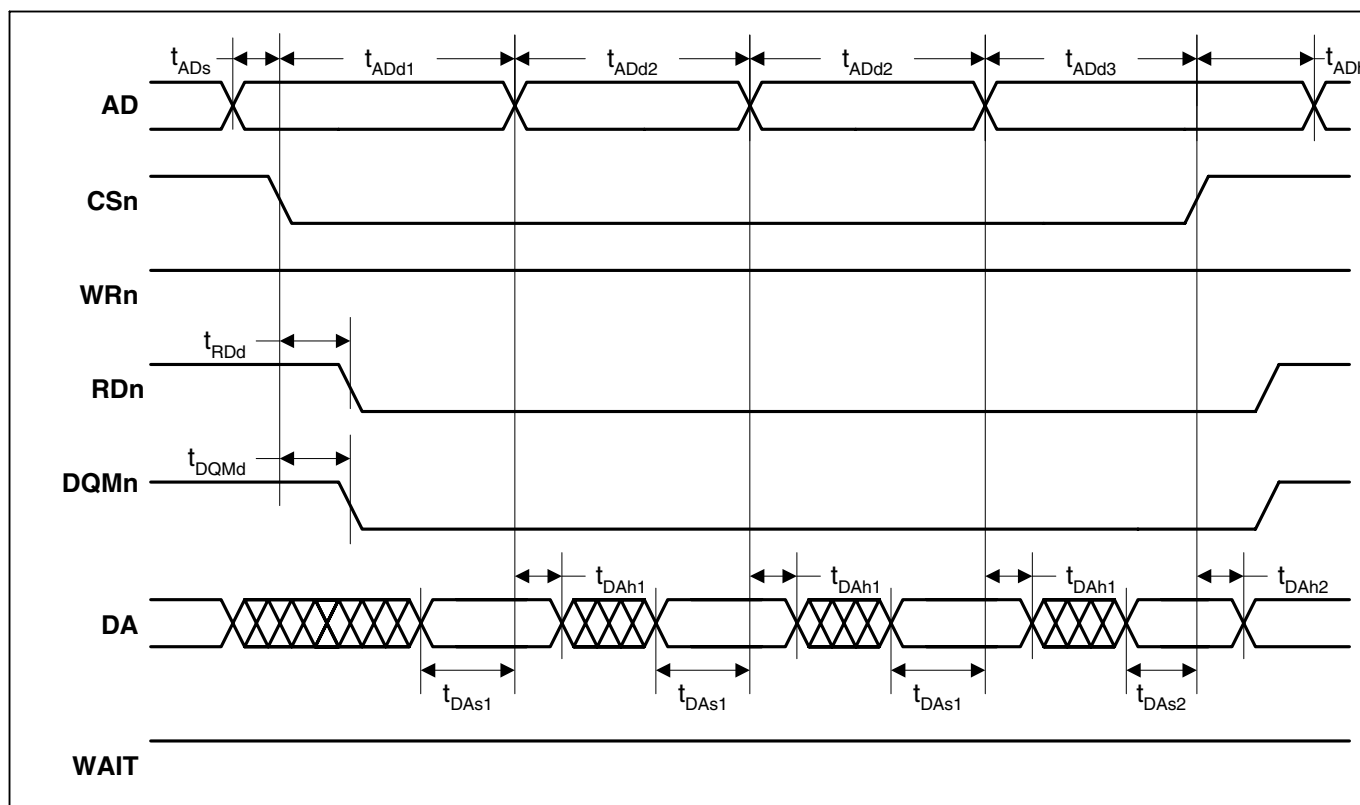 tADs tADd1 tADd2 tADd2 tADd3 tADh
AD
CSn
WRn
tRDd
RDn
tDQMd
DQMn
tDAh1 tDAh1 tDAh1 tDAh2
DA
tDAs1 tDAs1 tDAs1 tDAs2
WAIT